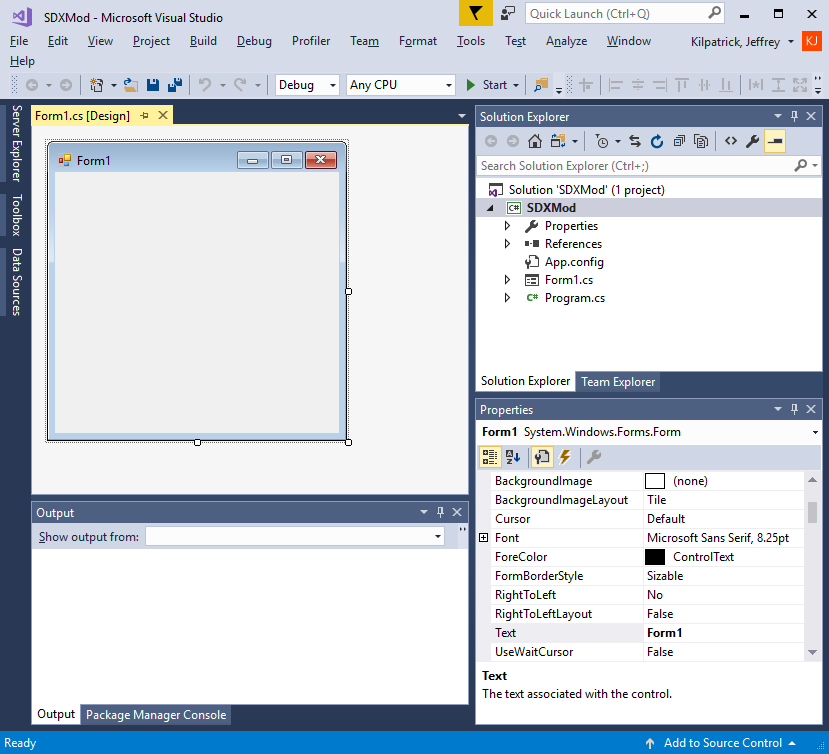 SDXMod - Microsoft Visual Studio
Quick Launch (Ctrl+Q)
File Edit View Project Build Debug Profiler Team Format Tools Test Analyze Window
Kilpatrick, Jeffrey KJ
Help
Debug Any CPU Start
Server Explorer
Toolbox
Data Sources
Form1.cs [Design]
Form1
Output
Show output from:
Output Package Manager Console
Solution Explorer
Search Solution Explorer (Ctrl+;)
Solution 'SDXMod' (1 project)
C# SDXMod
Properties
References
App.config
Form1.cs
C# Program.cs
Solution Explorer Team Explorer
Properties
Form1 System.Windows.Forms.Form
BackgroundImage (none)
BackgroundImageLayout Tile
Cursor Default
Font Microsoft Sans Serif, 8.25pt
ForeColor ControlText
FormBorderStyle Sizable
RightToLeft No
RightToLeftLayout False
Text Form1
UseWaitCursor False
Text
The text associated with the control.
Ready
Add to Source Control